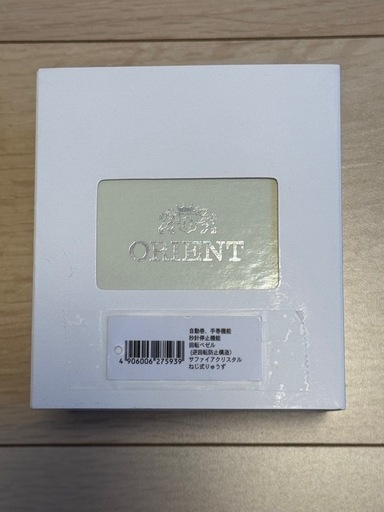 ORIENT
自動巻、手巻機能
秒針停止機能
回転ベゼル
(逆回転防止構造)
サファイアクリスタル
ねじ式りゅうず
4 906006 275939